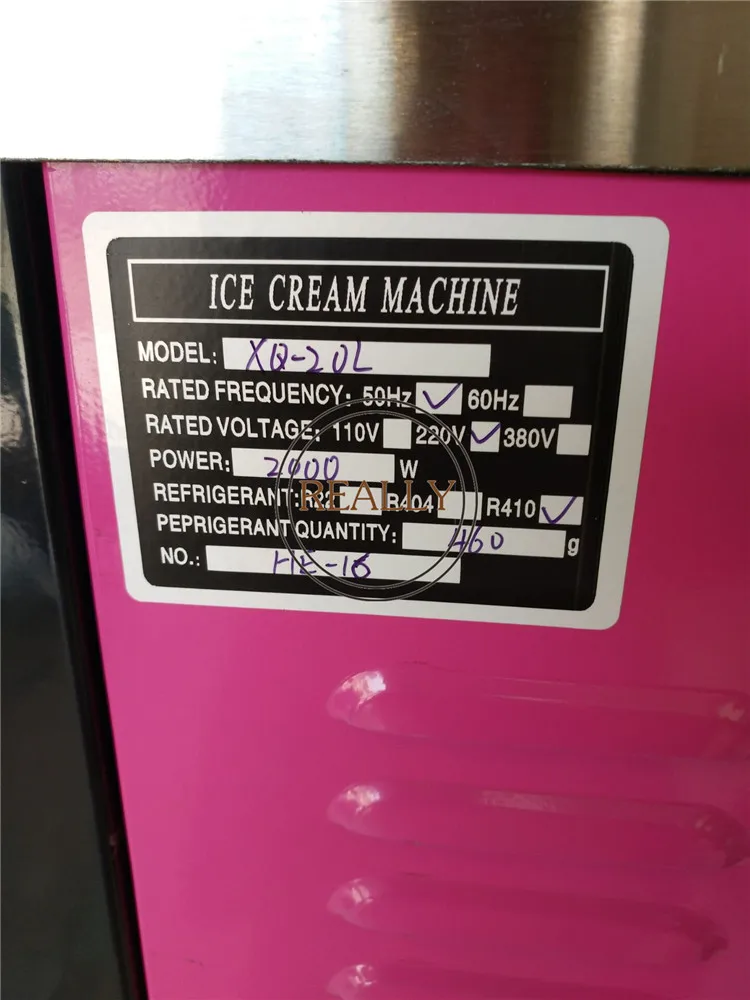 ICE CREAM MACHINE
MODEL: XQ-20L
RATED FREQUENCY: 50Hz ✓ 60Hz
RATED VOLTAGE: 110V 220V ✓ 380V
POWER: 2000 W
REFRIGERANT: R404 R410 ✓
REALLY
PEPRIGERANT QUANTITY: 460 g
NO.: HE-16